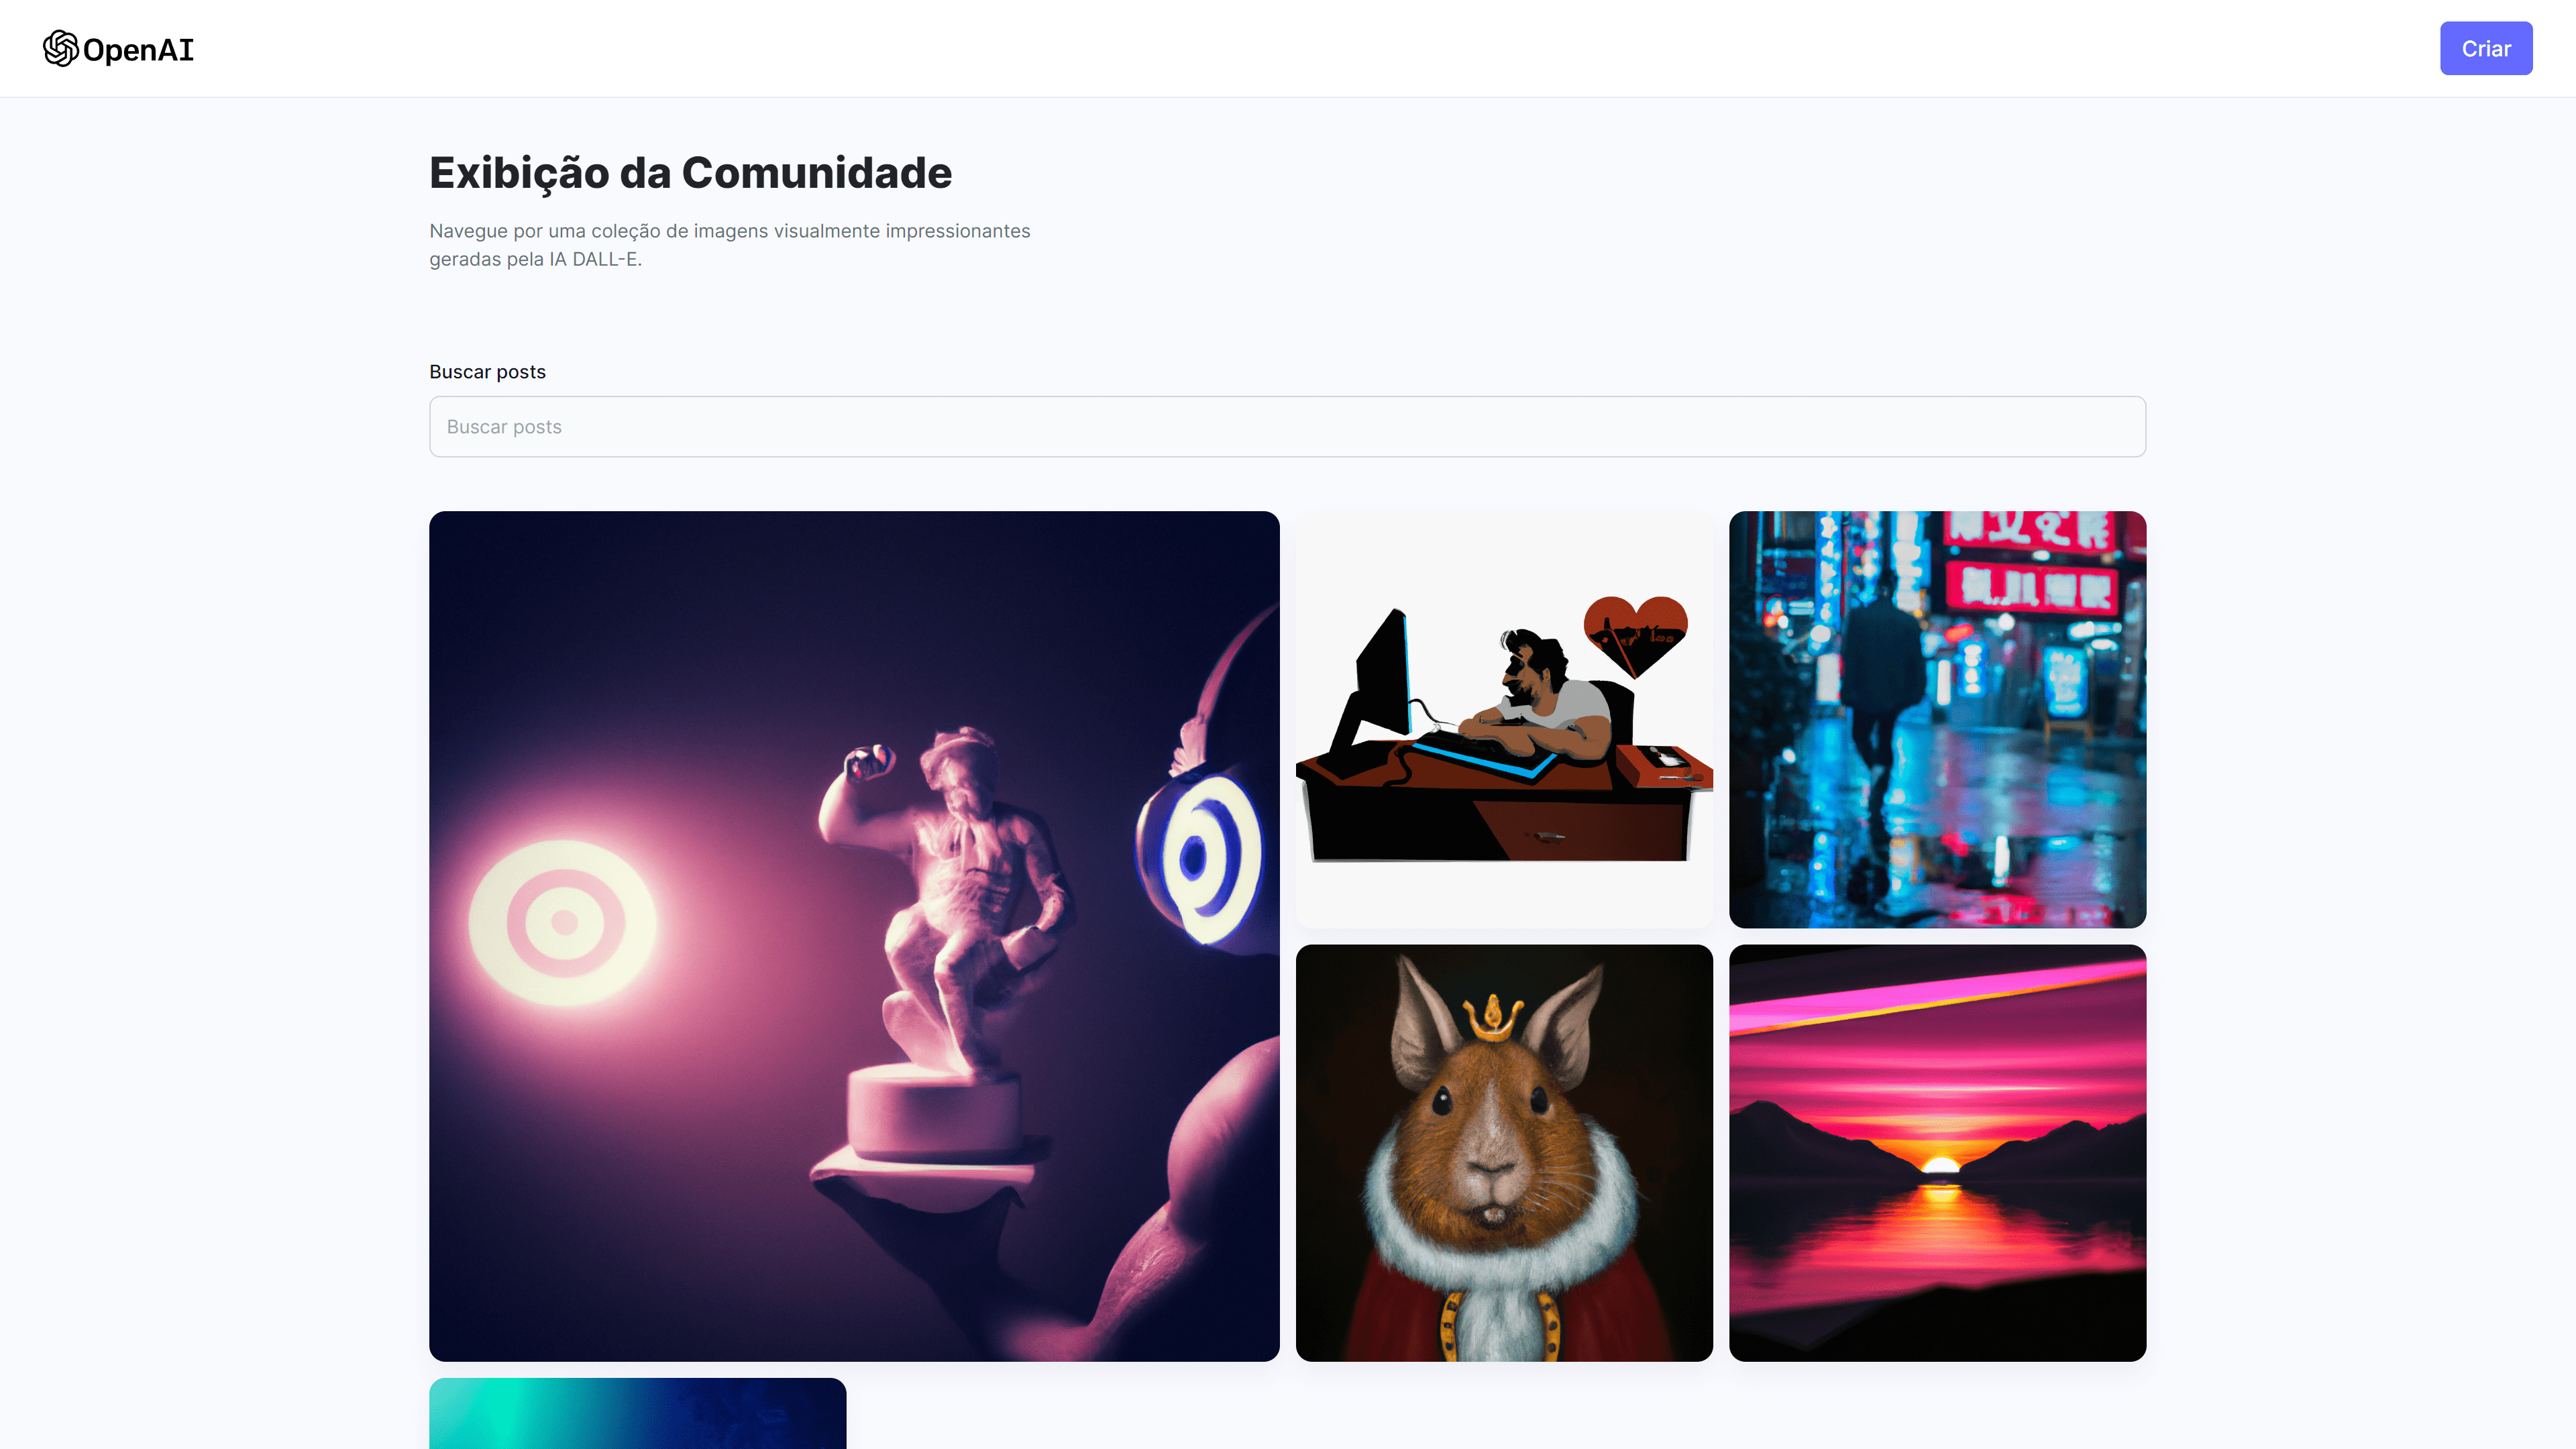 OpenAI
Criar
Exibição da Comunidade
Navegue por uma coleção de imagens visualmente impressionantes
geradas pela IA DALL-E.
Buscar posts
Buscar posts